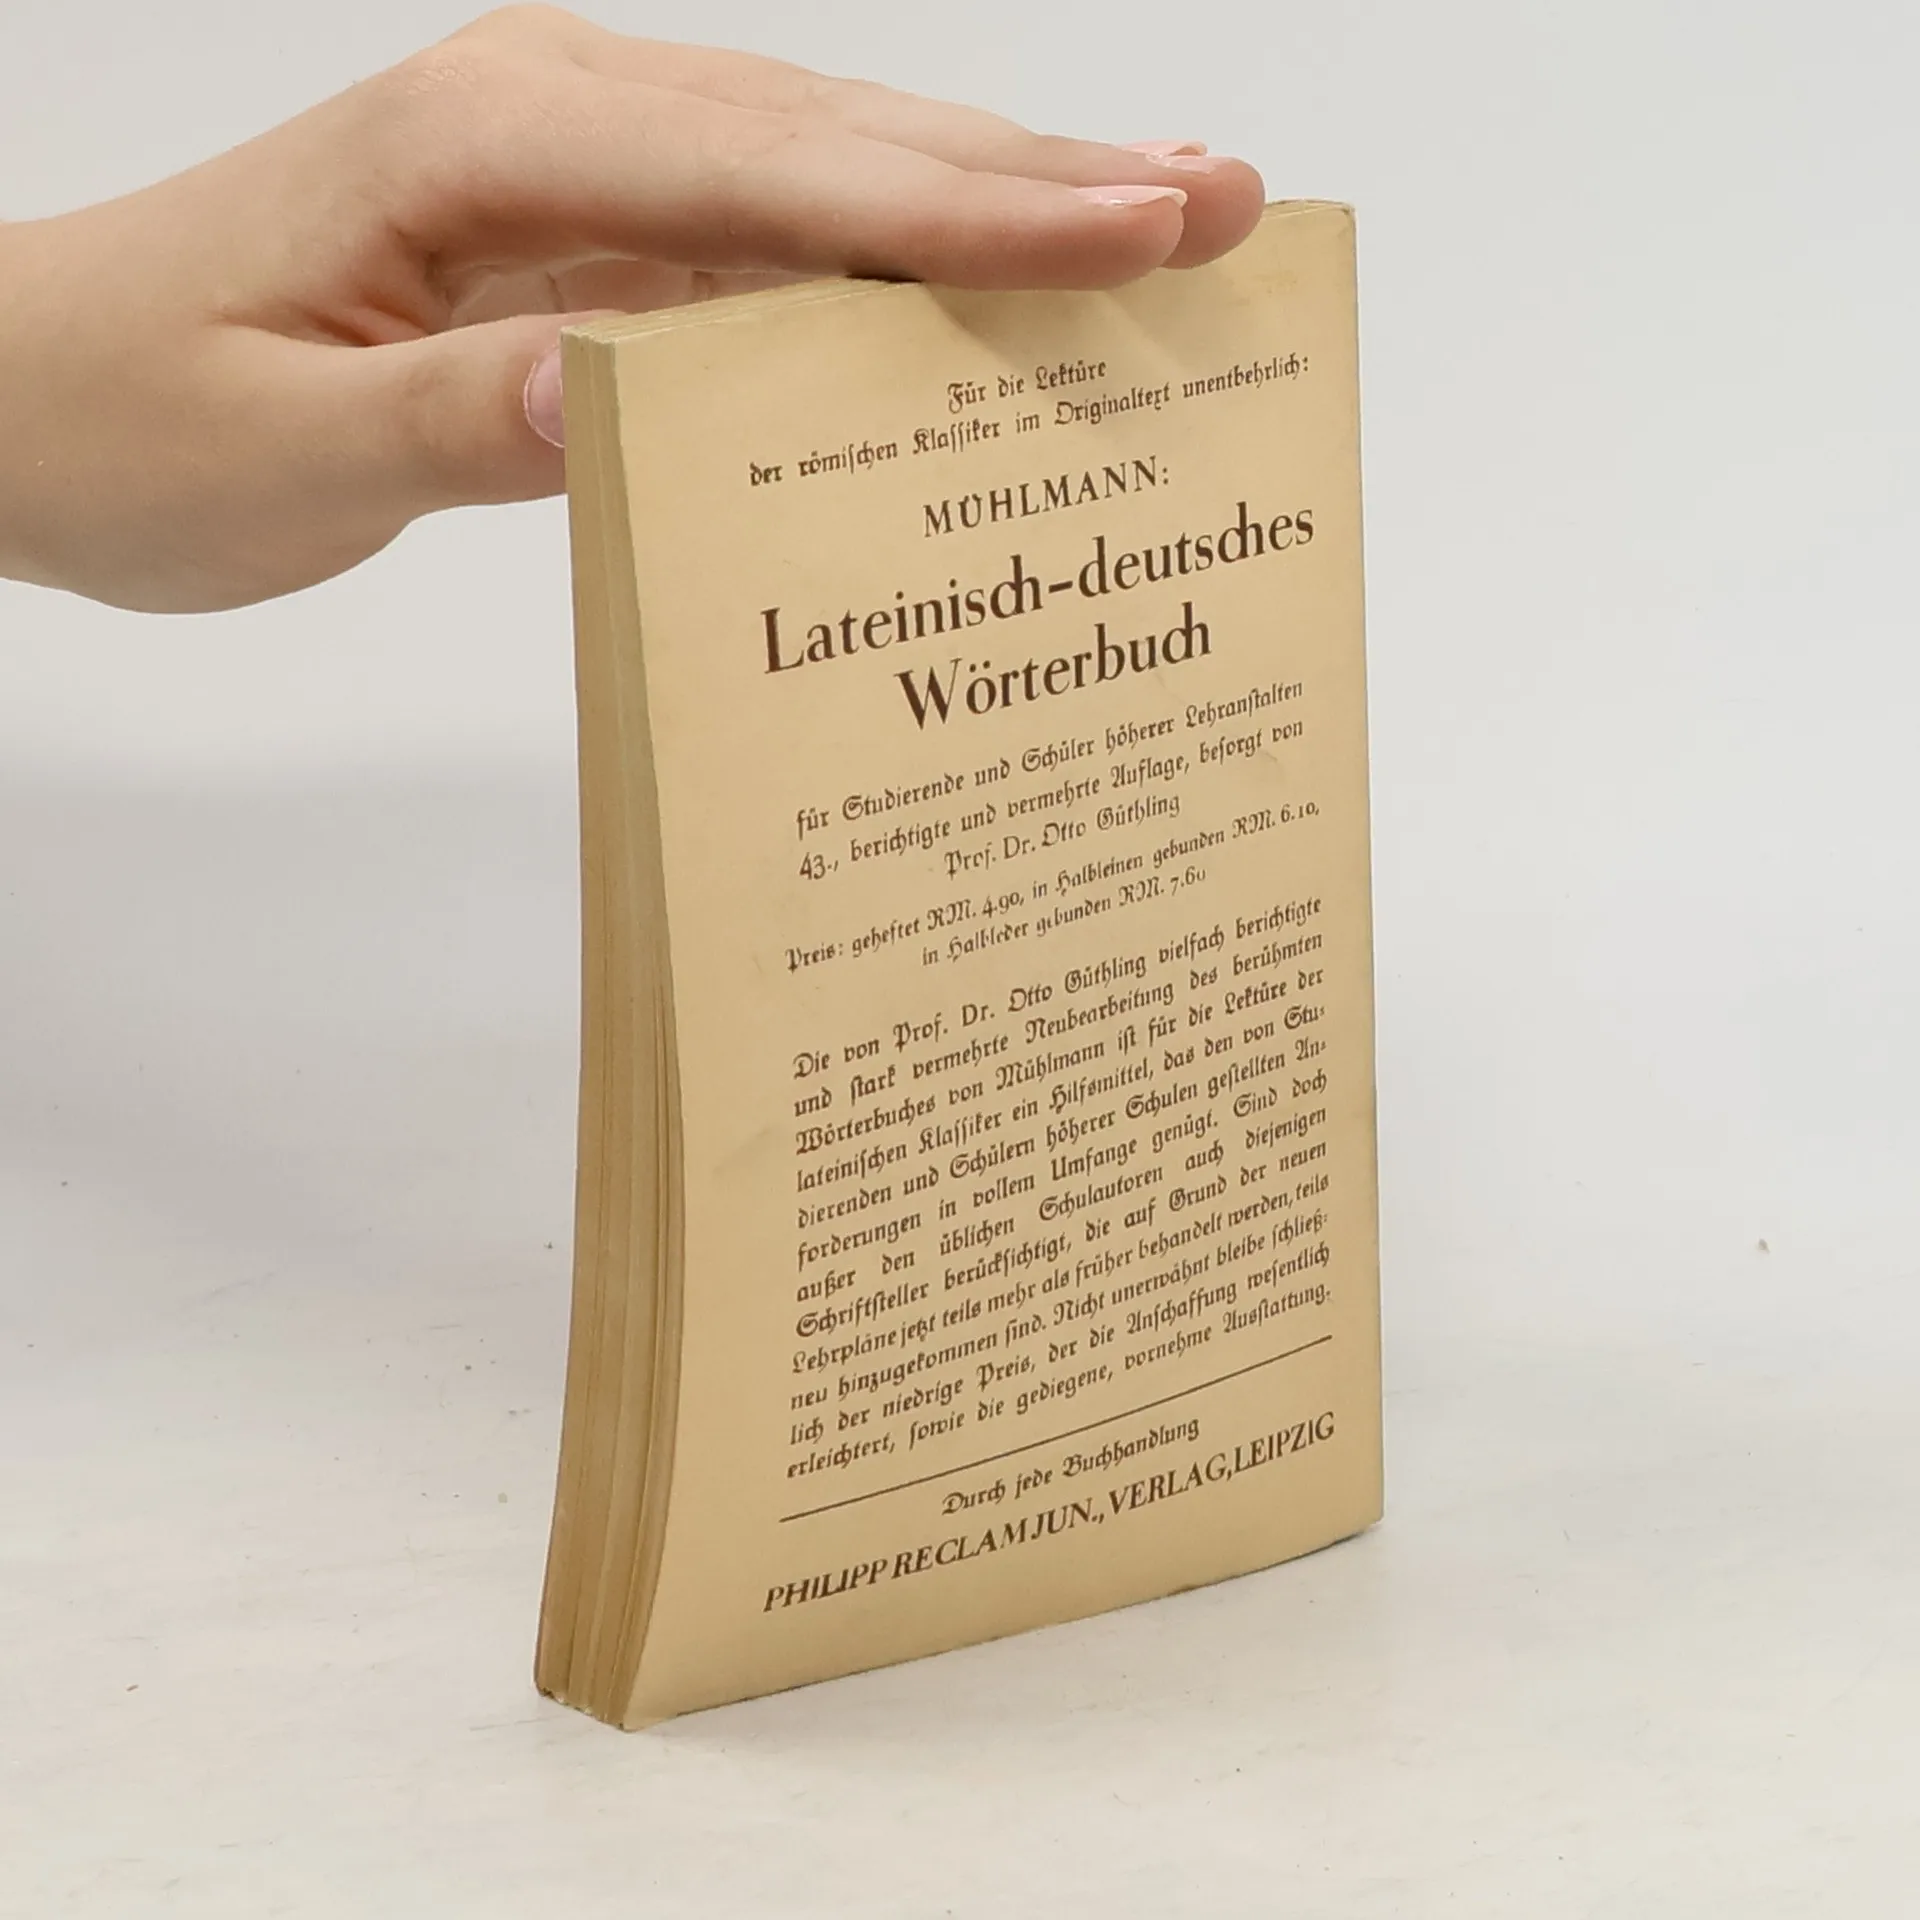 Für die Lektüre
der römiſchen Klaſſiker im Originaltext unentbehrlich:
MÜHLMANN:
Lateinisch-deutsches
Wörterbuch
für Studierende und Schüler höherer Lehranſtalten
43., berichtigte und vermehrte Auflage, beſorgt von
Prof. Dr. Otto Güthling
Preis: geheftet RM. 4.90, in Halbleinen gebunden RM. 6.10,
in Halbleder gebunden RM. 7.60
Die von Prof. Dr. Otto Güthling vielfach berichtigte
und ſtark vermehrte Neubearbeitung des berühmten
Wörterbuches von Mühlmann iſt für die Lektüre der
lateiniſchen Klaſſiker ein Hilfsmittel, das den von Stu-
dierenden und Schülern höherer Schulen geſtellten An-
forderungen in vollem Umfange genügt. Sind doch
außer den üblichen Schulautoren auch diejenigen
Schriftſteller berückſichtigt, die auf Grund der neuen
Lehrpläne jetzt teils mehr als früher behandelt werden, teils
neu hinzugekommen ſind. Nicht unerwähnt bleibe ſchließ-
lich der niedrige Preis, der die Anſchaffung weſentlich
erleichtert, ſowie die gediegene, vornehme Ausſtattung.
Durch jede Buchhandlung
PHILIPP RECLAM JUN., VERLAG, LEIPZIG